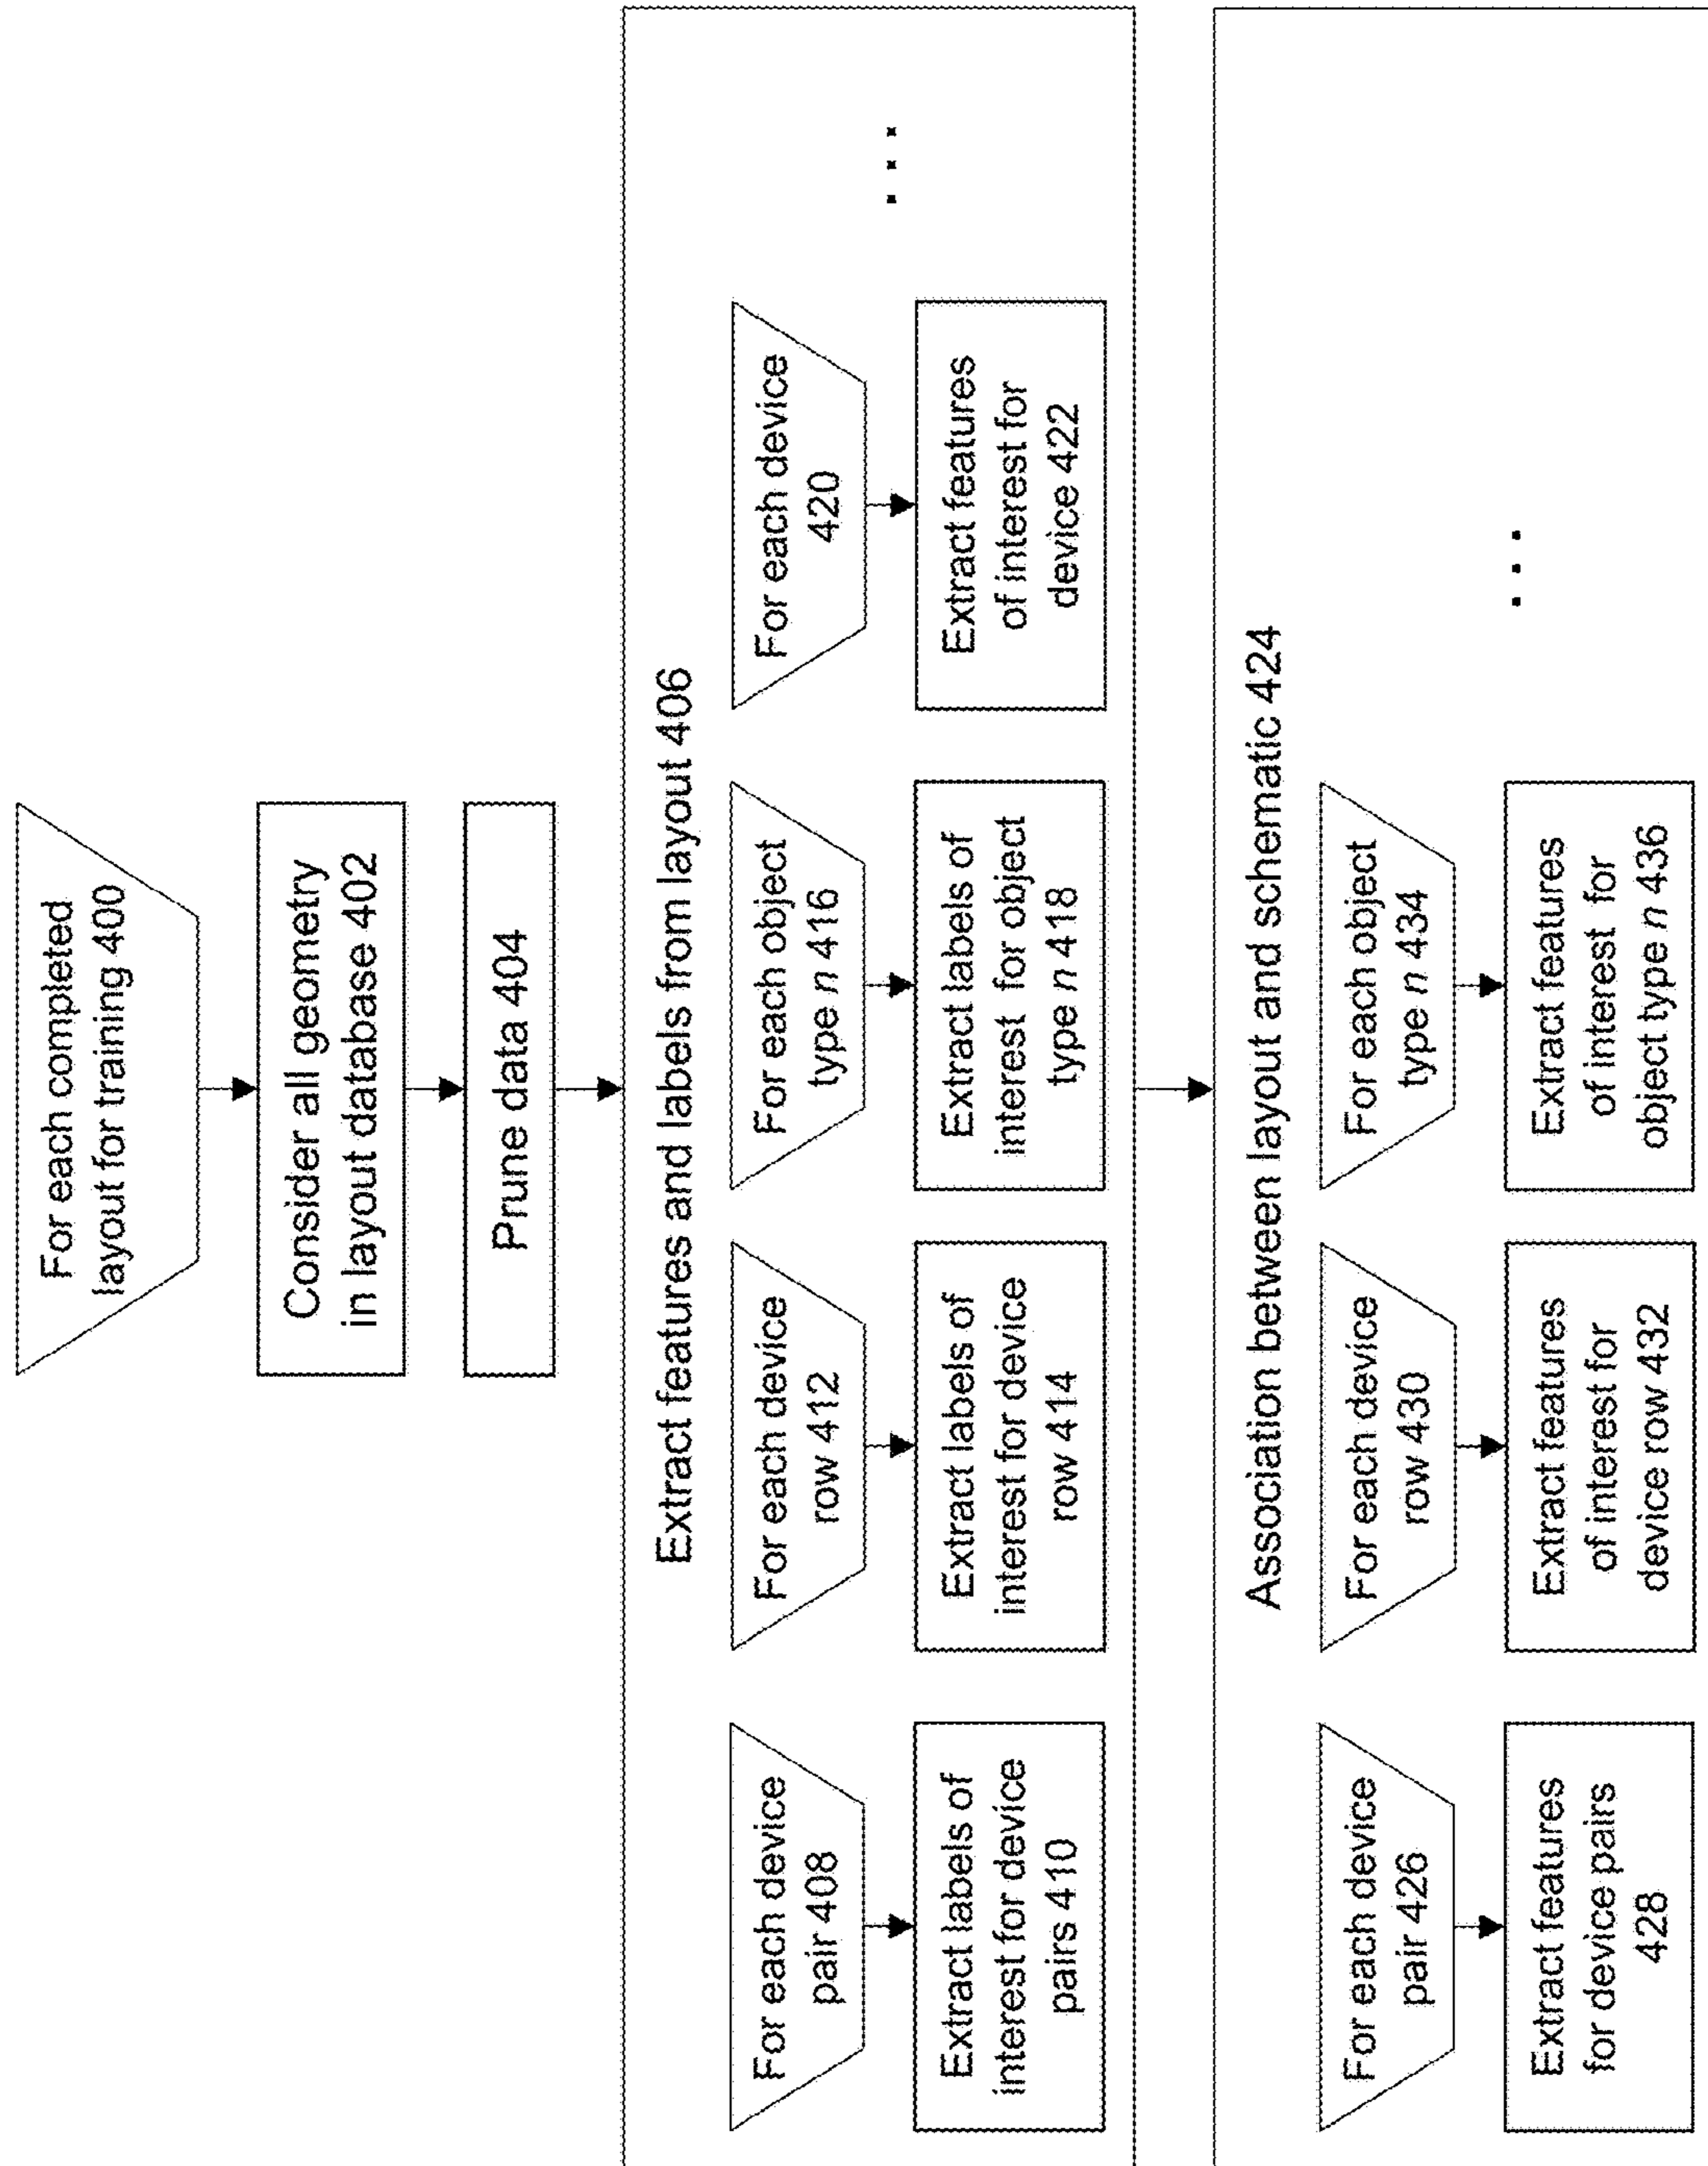 For each completed
layout for training 400
Consider all geometry
in layout database 402
Prune data 404
Extract features and labels from layout 406
For each device
pair 408
Extract labels of
interest for device
pairs 410
For each device
row 412
Extract labels of
interest for device
row 414
For each object
type n 416
Extract labels of
interest for object
type n 418
For each device
420
Extract features
of interest for
device 422
. . .
Association between layout and schematic 424
For each device
pair 426
Extract features
for device pairs
428
For each device
row 430
Extract features
of interest for
device row 432
For each object
type n 434
Extract features
of interest for
object type n 436
. . .